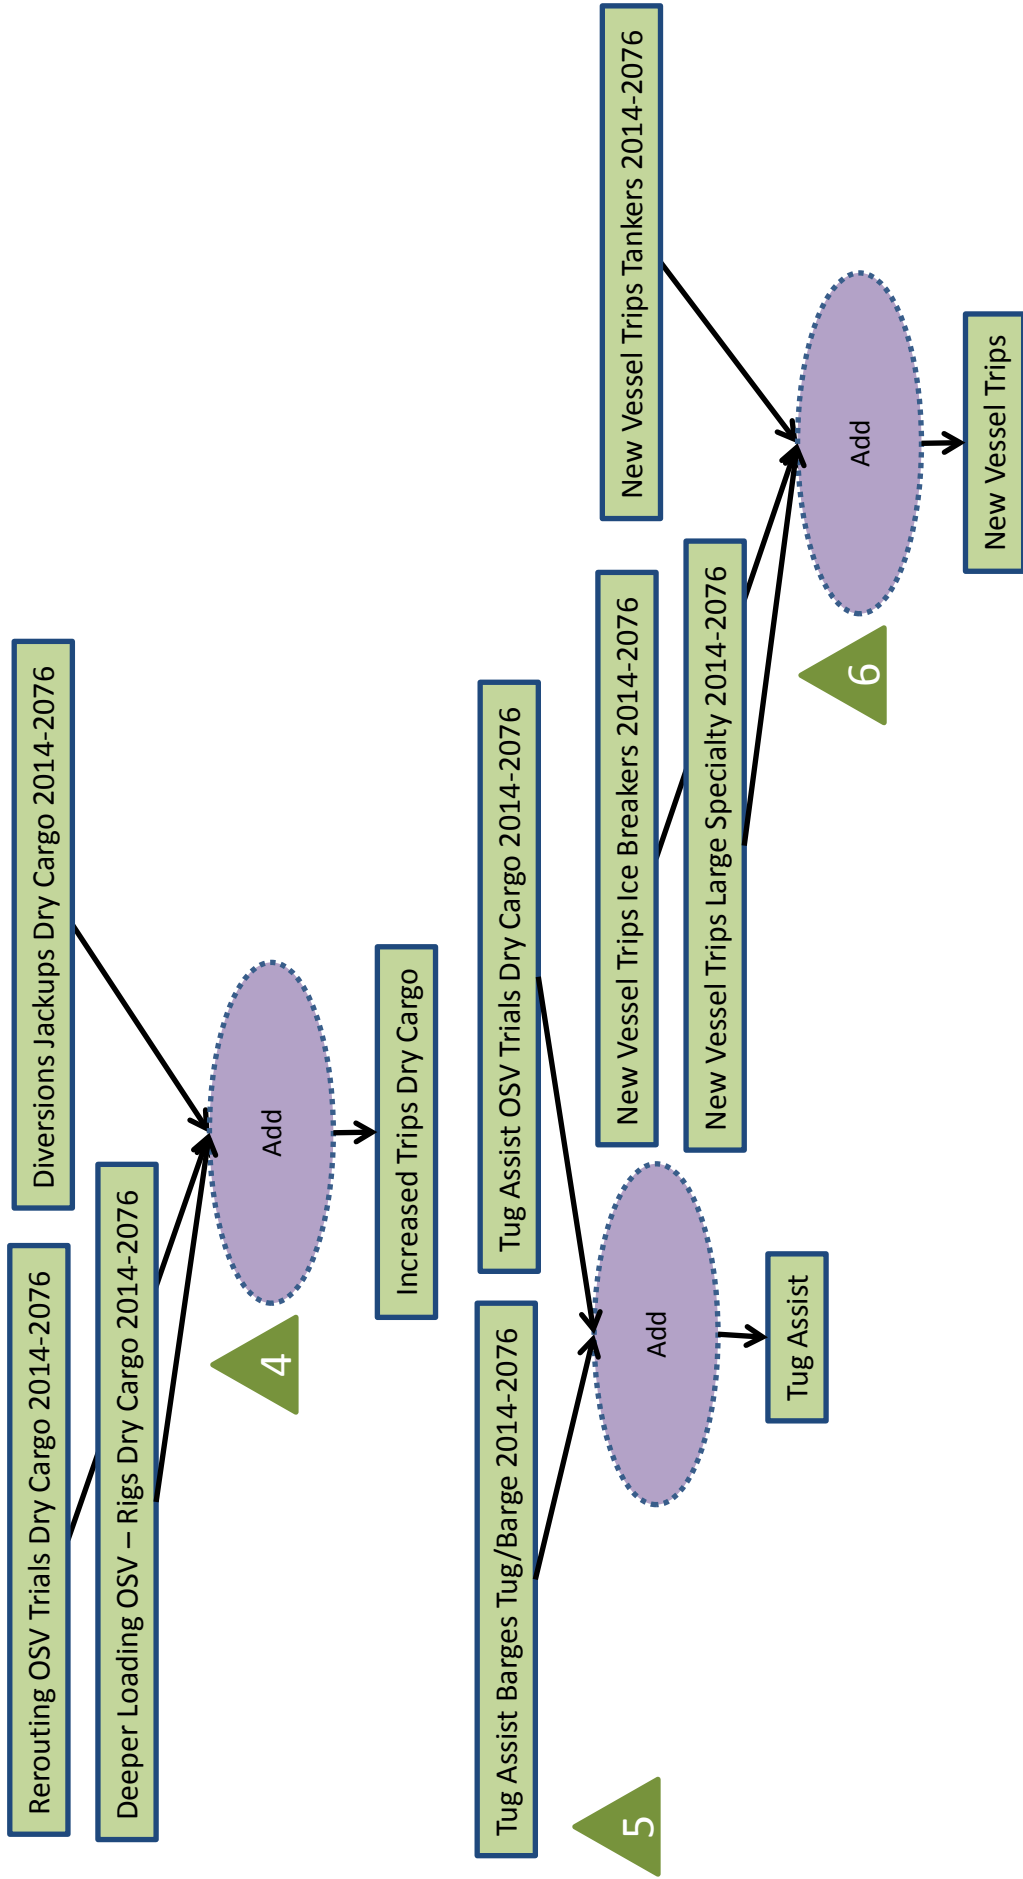 Rerouting OSV Trials Dry Cargo 2014-2076
Diversions Jackups Dry Cargo 2014-2076
Deeper Loading OSV – Rigs Dry Cargo 2014-2076
4
Add
Increased Trips Dry Cargo
Tug Assist Barges Tug/Barge 2014-2076
Tug Assist OSV Trials Dry Cargo 2014-2076
5
Add
Tug Assist
New Vessel Trips Ice Breakers 2014-2076
New Vessel Trips Tankers 2014-2076
New Vessel Trips Large Specialty 2014-2076
6
Add
New Vessel Trips